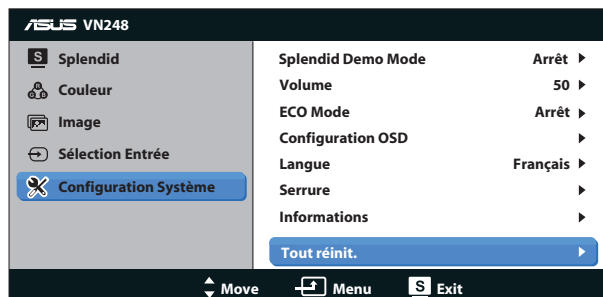 ASUS VN248
S Splendid
Couleur
Image
Sélection Entrée
Configuration Système
Splendid Demo Mode Arrêt
Volume 50
ECO Mode Arrêt
Configuration OSD
Langue Français
Serrure
Informations
Tout réinit.
Move Menu S Exit